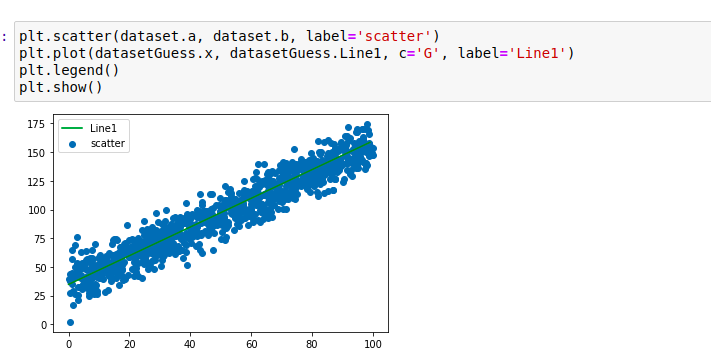 :
plt.scatter(dataset.a, dataset.b, label='scatter')
plt.plot(datasetGuess.x, datasetGuess.Line1, c='G', label='Line1')
plt.legend()
plt.show()
Line1
scatter
175
150
125
100
75
50
25
0
0 20 40 60 80 100